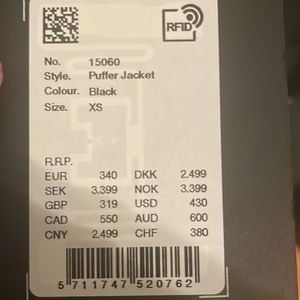 RFID
No. 15060
Style. Puffer Jacket
Colour. Black
Size. XS
R.R.P.
EUR 340 DKK 2.499
SEK 3.399 NOK 3.399
GBP 319 USD 430
CAD 550 AUD 600
CNY 2.499 CHF 380
5 711747 520762